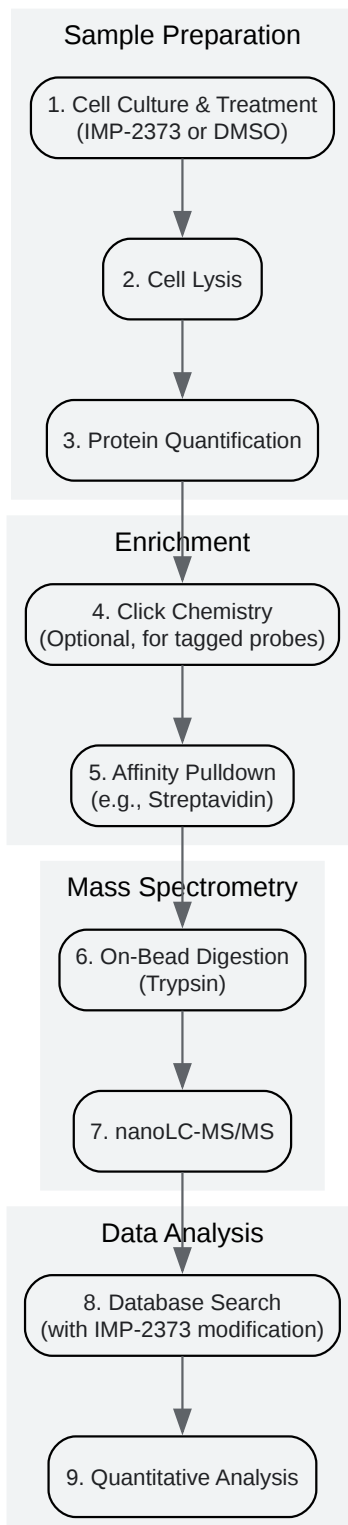 Sample Preparation
1. Cell Culture & Treatment
(IMP-2373 or DMSO)
2. Cell Lysis
3. Protein Quantification
Enrichment
4. Click Chemistry
(Optional, for tagged probes)
5. Affinity Pulldown
(e.g., Streptavidin)
Mass Spectrometry
6. On-Bead Digestion
(Trypsin)
7. nanoLC-MS/MS
Data Analysis
8. Database Search
(with IMP-2373 modification)
9. Quantitative Analysis